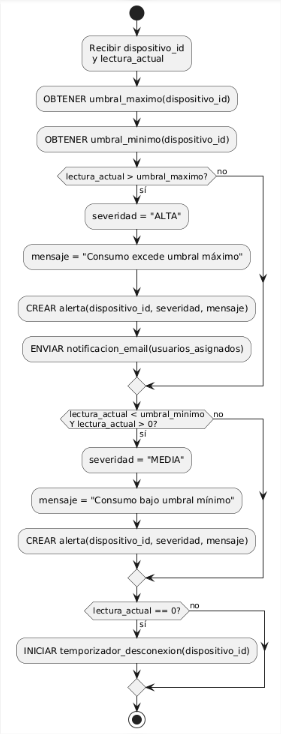 Recibir dispositivo_id
y lectura_actual
OBTENER umbral_maximo(dispositivo_id)
OBTENER umbral_minimo(dispositivo_id)
lectura_actual > umbral_maximo?
no
sí
severidad = "ALTA"
mensaje = "Consumo excede umbral máximo"
CREAR alerta(dispositivo_id, severidad, mensaje)
ENVIAR notificacion_email(usuarios_asignados)
lectura_actual < umbral_minimo
no
Y lectura_actual > 0?
sí
severidad = "MEDIA"
mensaje = "Consumo bajo umbral mínimo"
CREAR alerta(dispositivo_id, severidad, mensaje)
lectura_actual == 0?
no
sí
INICIAR temporizador_desconexion(dispositivo_id)